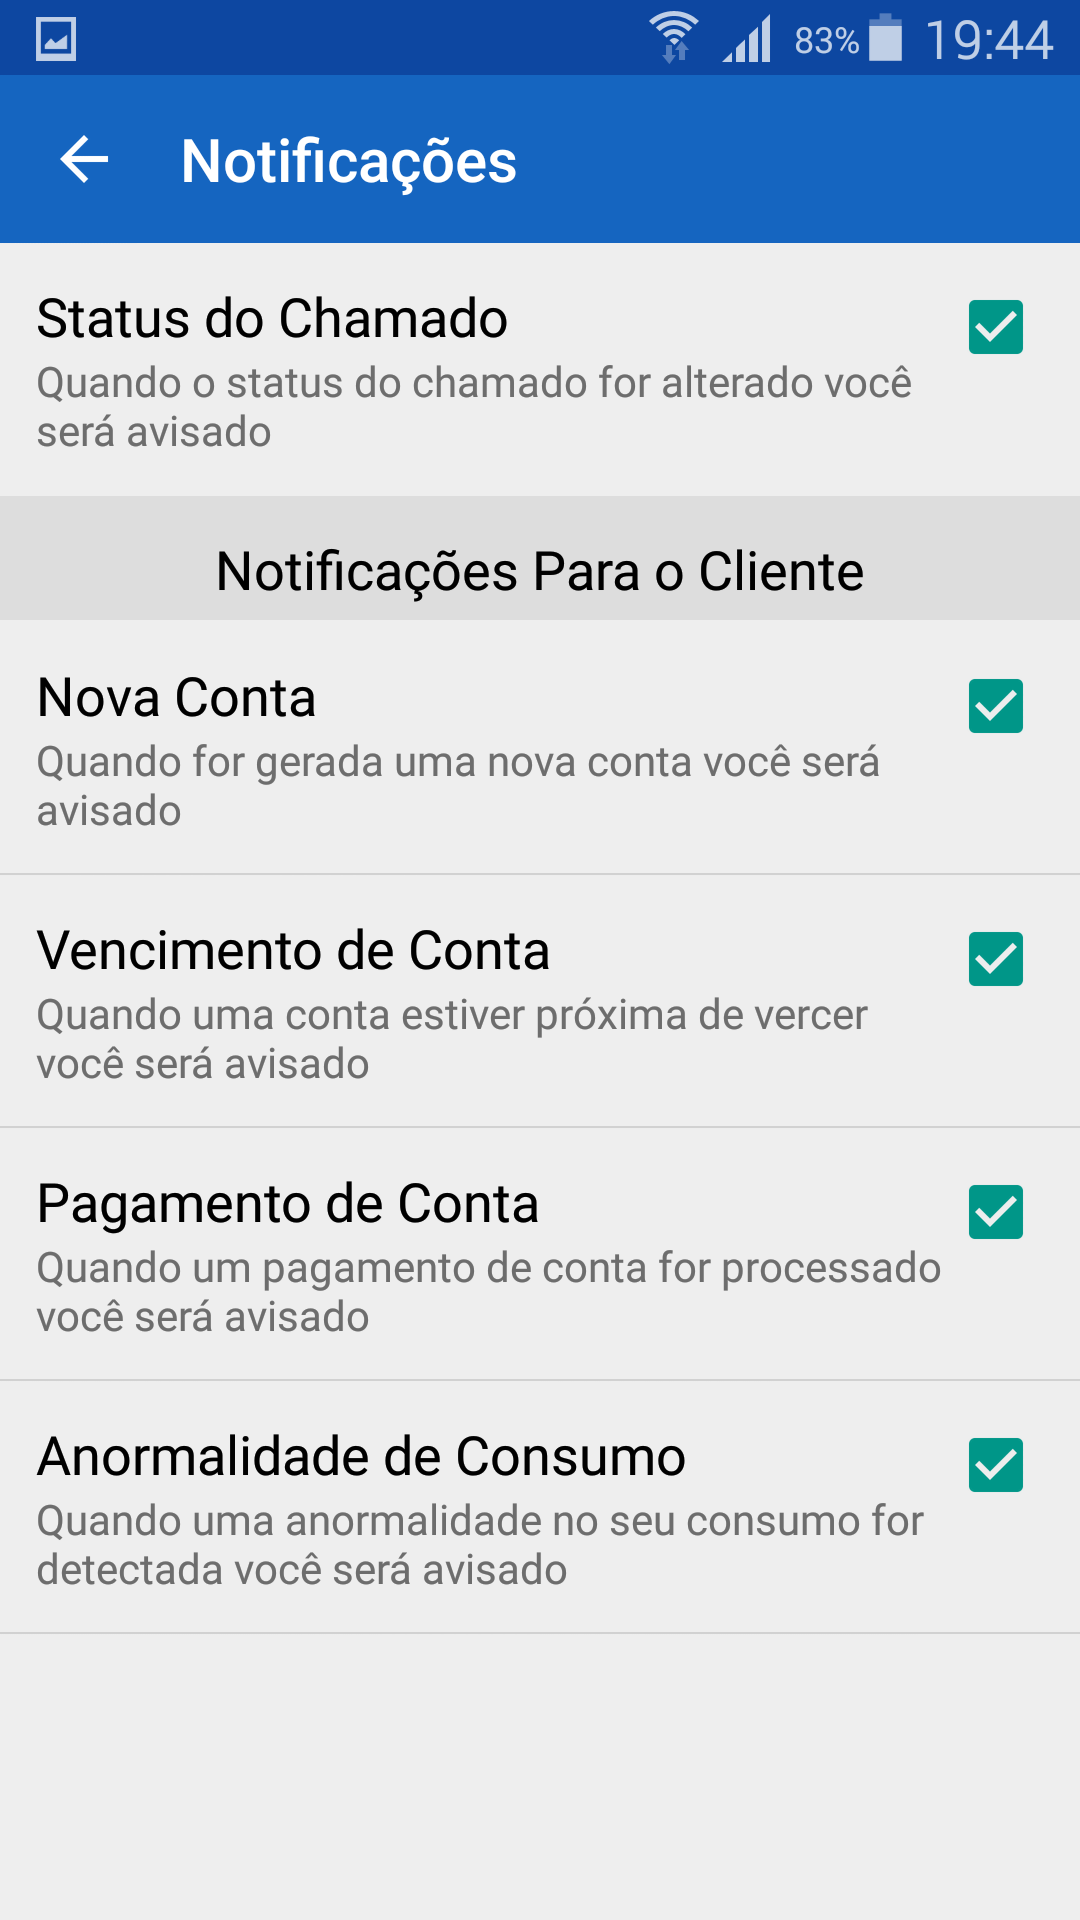 83% 19:44
Notificações
Status do Chamado
Quando o status do chamado for alterado você
será avisado
Notificações Para o Cliente
Nova Conta
Quando for gerada uma nova conta você será
avisado
Vencimento de Conta
Quando uma conta estiver próxima de vercer
você será avisado
Pagamento de Conta
Quando um pagamento de conta for processado
você será avisado
Anormalidade de Consumo
Quando uma anormalidade no seu consumo for
detectada você será avisado